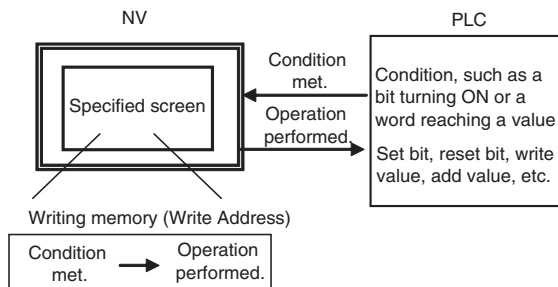 NV
PLC
Specified screen
Condition
met.
Operation
performed.
Condition, such as a
bit turning ON or a
word reaching a value
Set bit, reset bit, write
value, add value, etc.
Writing memory (Write Address)
Condition
met.
Operation
performed.